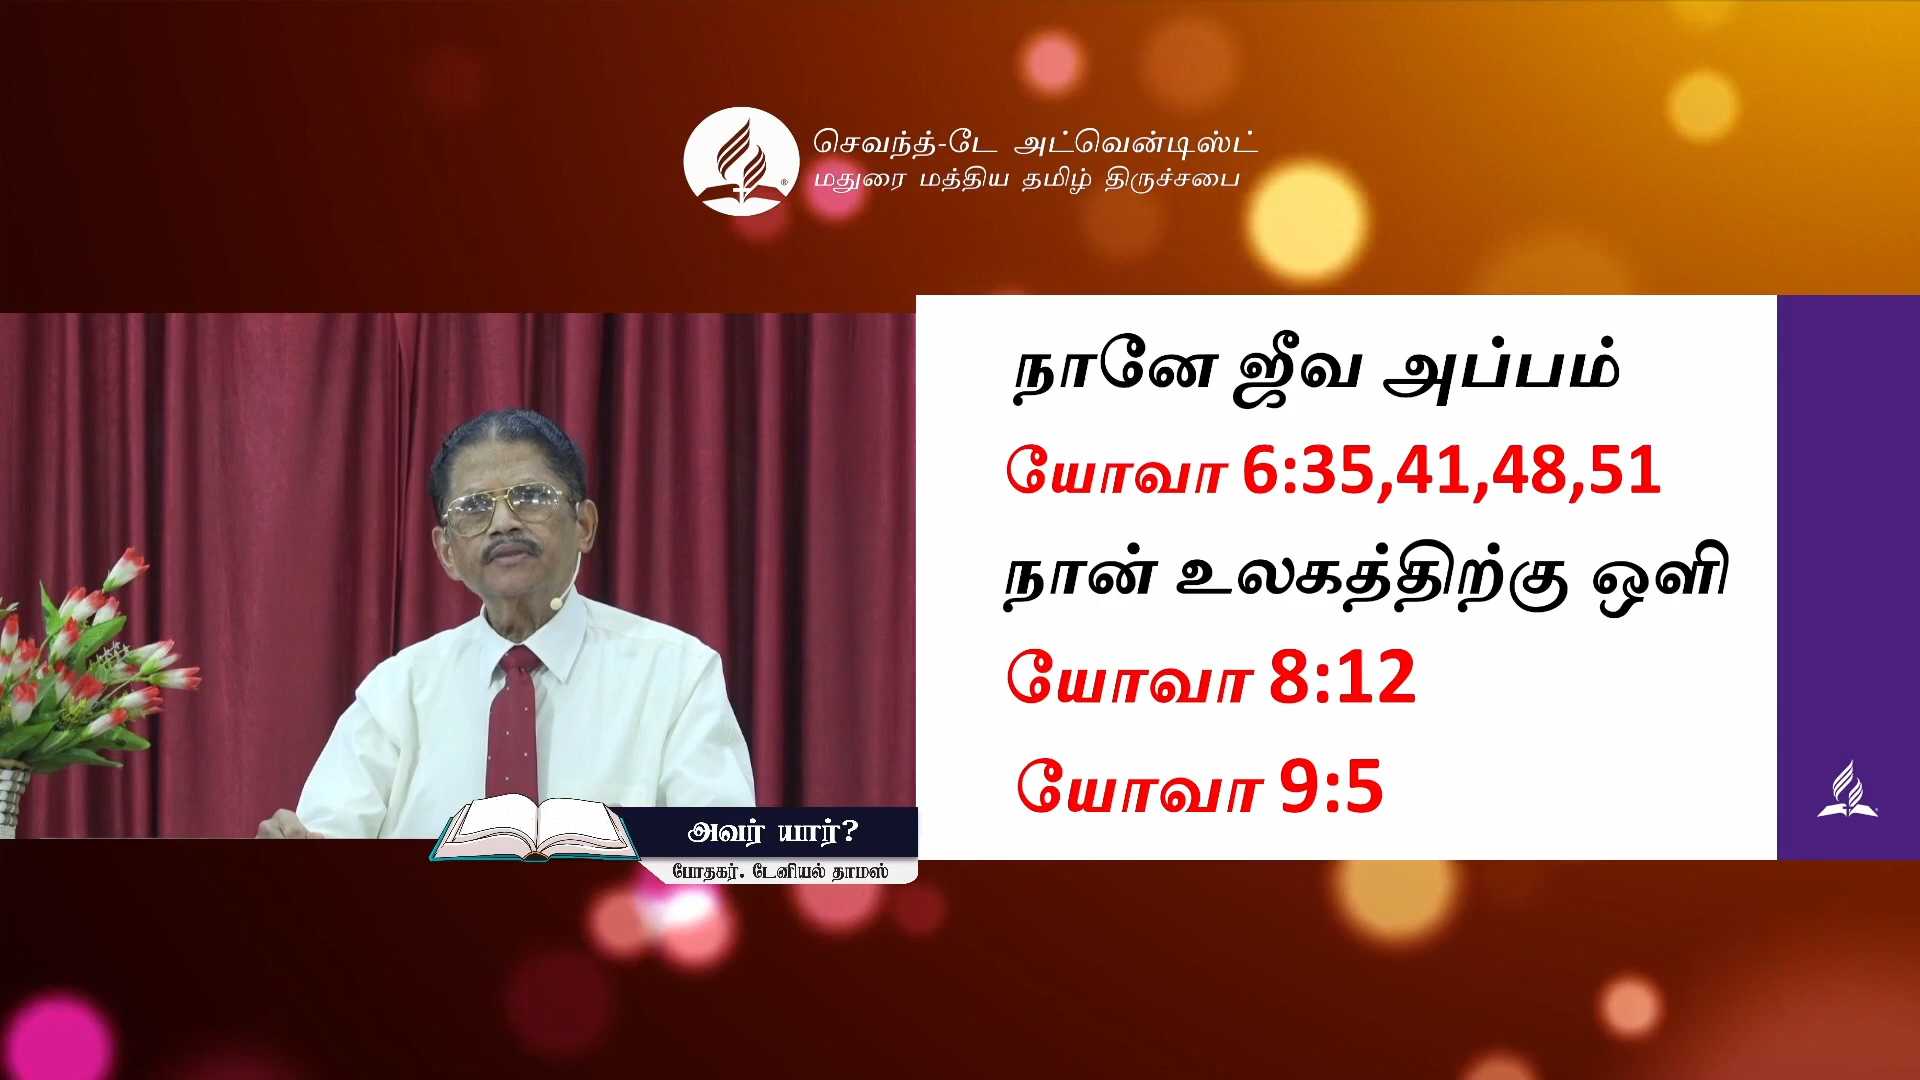 செவந்த்-டே அட்வென்டிஸ்ட்
மதுரை மத்திய தமிழ் திருச்சபை
நானே ஜீவ அப்பம்
யோவா 6:35,41,48,51
நான் உலகத்திற்கு ஒளி
யோவா 8:12
யோவா 9:5
அவர் யார்?
போதகர். டேனியல் தாமஸ்